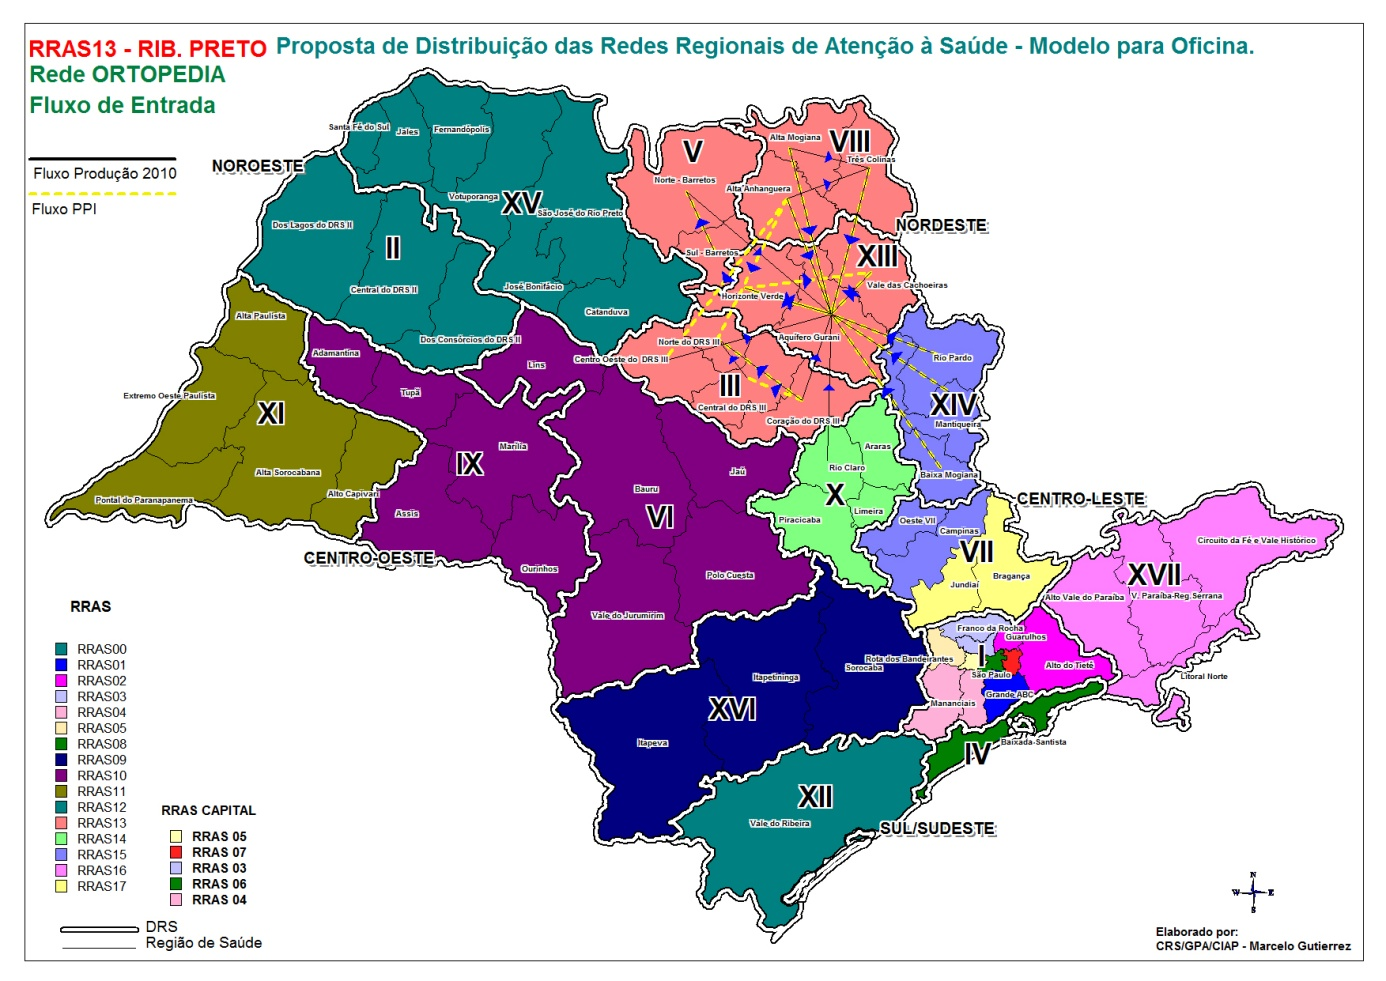 RRAS13 - RIB. PRETO Proposta de Distribuição das Redes Regionais de Atenção à Saúde - Modelo para Oficina.
Rede ORTOPEDIA
Fluxo de Entrada
Fluxo Produção 2010
Fluxo PPI
NOROESTE
Santa Fé do Sul
Jales
Fernandópolis
Votuporanga
XV
São José do Rio Preto
Dos Lagos do DRS II
II
Central do DRS II
José Bonifácio
Catanduva
Dos Consórcios do DRS II
V
Norte - Barretos
Sul - Barretos
Alta Mogiana
VIII
Três Colinas
Alta Anhanguera
NORDESTE
XIII
Vale das Cachoeiras
Horizonte Verde
Aquífero Guraní
Norte do DRS III
Centro Oeste do DRS III
III
Central do DRS III
Coração do DRS III
Alta Paulista
Extremo Oeste Paulista
XI
Alta Sorocabana
Alto Capivari
Pontal do Paranapanema
Adamantina
Tupã
Lins
Marília
IX
Assis
Ourinhos
CENTRO-OESTE
Bauru
Jaú
VI
Polo Cuesta
Vale do Jurumirim
Rio Pardo
XIV
Mantiqueira
Baixa Mogiana
Araras
Rio Claro
X
Limeira
Piracicaba
CENTRO-LESTE
Oeste VII
Campinas
VII
Jundiaí
Bragança
Circuito da Fé e Vale Histórico
XVII
Alto Vale do Paraíba
V. Paraíba-Reg.Serrana
Litoral Norte
Franco da Rocha
Guarulhos
I
Rota dos Bandeirantes
São Paulo
Alto do Tietê
Grande ABC
Mananciais
Sorocaba
Itapetininga
XVI
Itapeva
IV
Baixada-Santista
XII
Vale do Ribeira
SUL/SUDESTE
RRAS
RRAS00
RRAS01
RRAS02
RRAS03
RRAS04
RRAS05
RRAS08
RRAS09
RRAS10
RRAS11
RRAS12
RRAS13
RRAS14
RRAS15
RRAS16
RRAS17
RRAS CAPITAL
RRAS 05
RRAS 07
RRAS 03
RRAS 06
RRAS 04
DRS
Região de Saúde
N
W E
S
Elaborado por:
CRS/GPA/CIAP - Marcelo Gutierrez